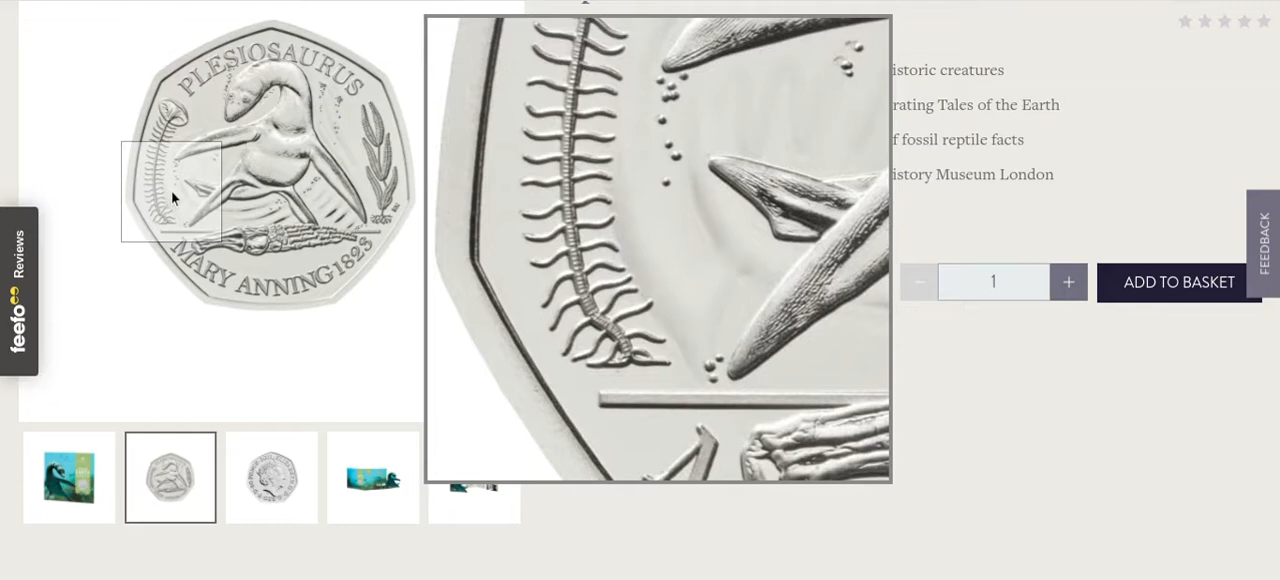 PLESIOSAURUS
MARY ANNING 1823
istoric creatures
rating Tales of the Earth
f fossil reptile facts
istory Museum London
1
+
ADD TO BASKET
FEEDBACK
feefo Reviews